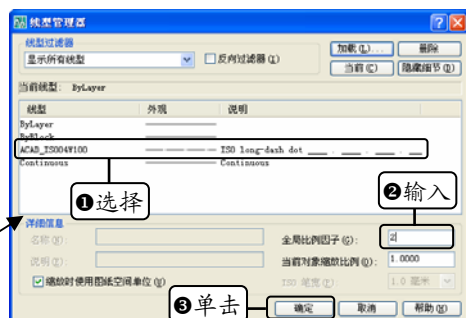 线型管理器
线型过滤器
显示所有线型
反向过滤器(I)
加载(L)...
删除
当前(C)
隐藏细节(D)
当前线型: ByLayer
线型 外观 说明
ByLayer
ByBlock
ACAD_ISO04W100 ISO long-dash dot ____ . ____ . ____ . __
Continuous Continuous
❶选择
❷输入
详细信息
名称(N):
全局比例因子(G): 2
说明(E):
当前对象缩放比例(O): 1.0000
缩放时使用图纸空间单位(U)
ISO 笔宽(P): 1.0 毫米
❸单击
确定
取消
帮助(H)